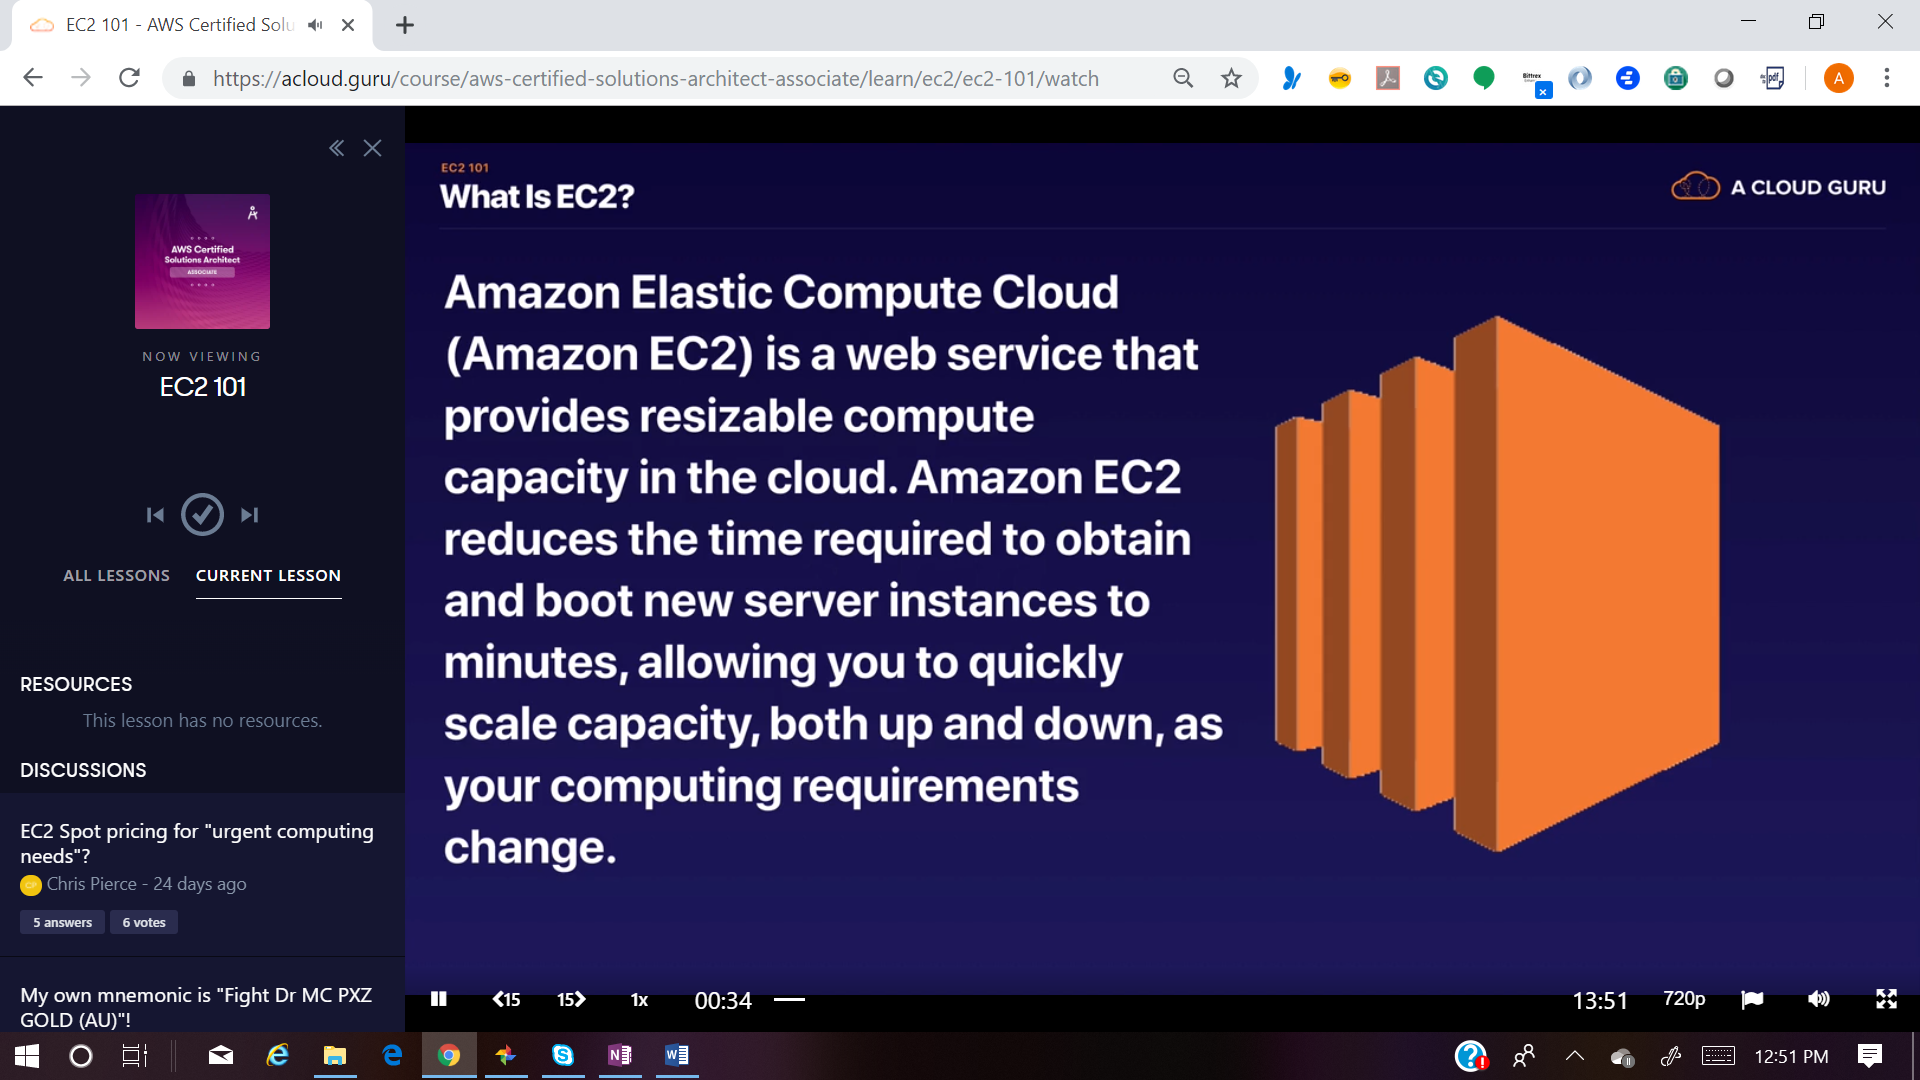 EC2 101 - AWS Certified Solu
https://acloud.guru/course/aws-certified-solutions-architect-associate/learn/ec2/ec2-101/watch
A
AWS Certified
Solutions Architect
ASSOCIATE
NOW VIEWING
EC2 101
ALL LESSONS
CURRENT LESSON
RESOURCES
This lesson has no resources.
DISCUSSIONS
EC2 Spot pricing for "urgent computing
needs"?
Chris Pierce - 24 days ago
5 answers
6 votes
My own mnemonic is "Fight Dr MC PXZ
GOLD (AU)"!
EC2 101
What Is EC2?
A CLOUD GURU
Amazon Elastic Compute Cloud
(Amazon EC2) is a web service that
provides resizable compute
capacity in the cloud. Amazon EC2
reduces the time required to obtain
and boot new server instances to
minutes, allowing you to quickly
scale capacity, both up and down, as
your computing requirements
change.
15
15
1x
00:34
13:51
720p
12:51 PM